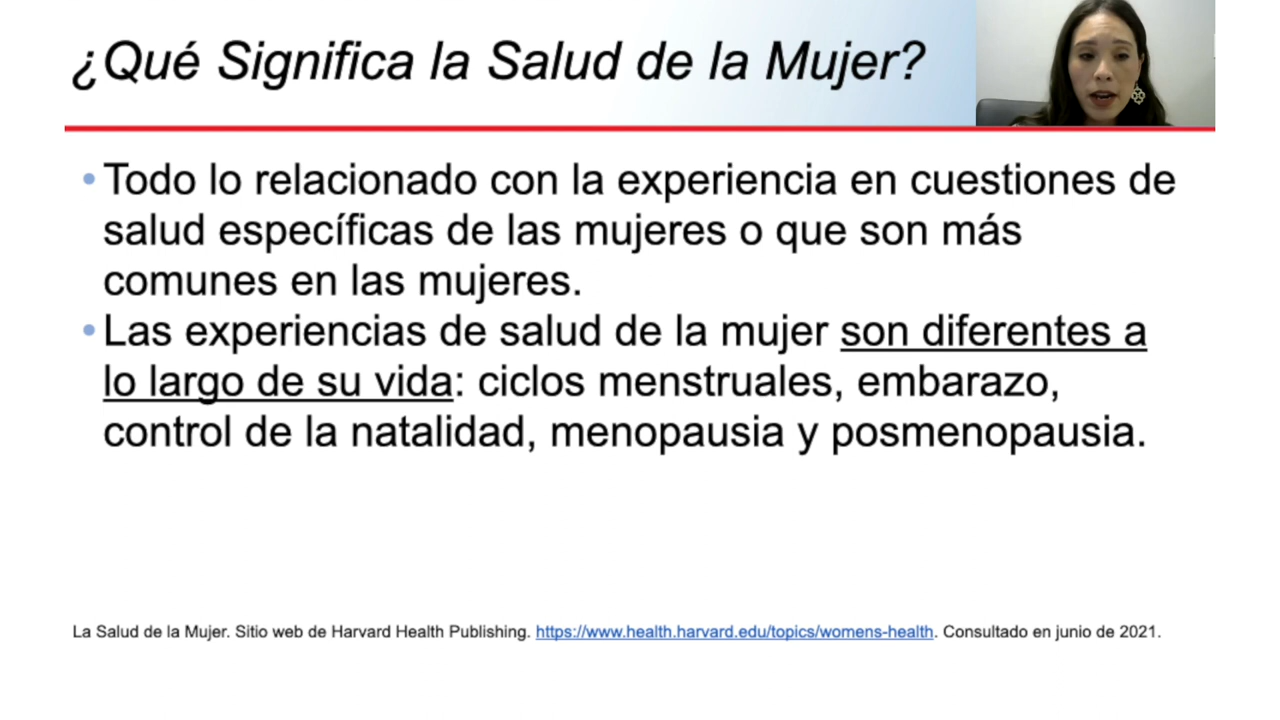 ¿Qué Significa la Salud de la Mujer?
•Todo lo relacionado con la experiencia en cuestiones de
salud específicas de las mujeres o que son más
comunes en las mujeres.
•Las experiencias de salud de la mujer son diferentes a
lo largo de su vida: ciclos menstruales, embarazo,
control de la natalidad, menopausia y posmenopausia.
La Salud de la Mujer. Sitio web de Harvard Health Publishing. https://www.health.harvard.edu/topics/womens-health. Consultado en junio de 2021.